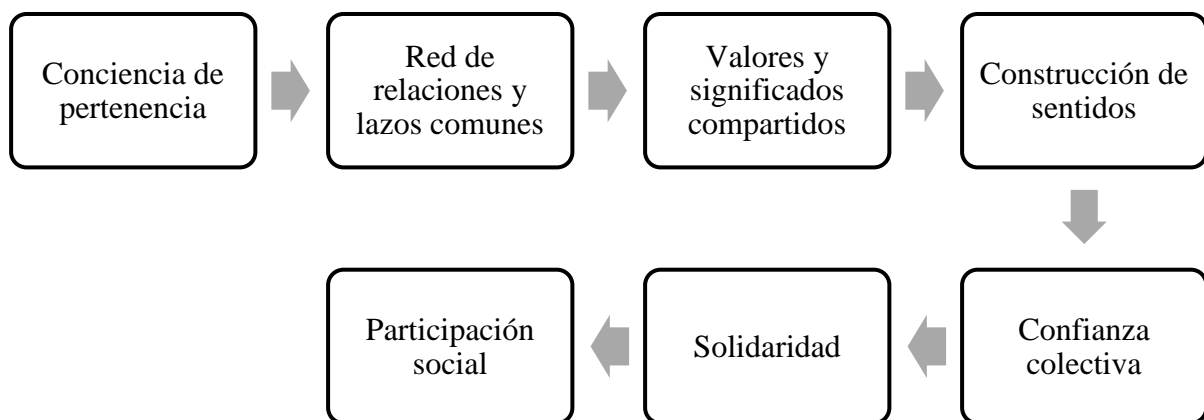 Conciencia de
pertenencia
Red de
relaciones y
lazos comunes
Valores y
significados
compartidos
Construcción de
sentidos
Confianza
colectiva
Solidaridad
Participación
social